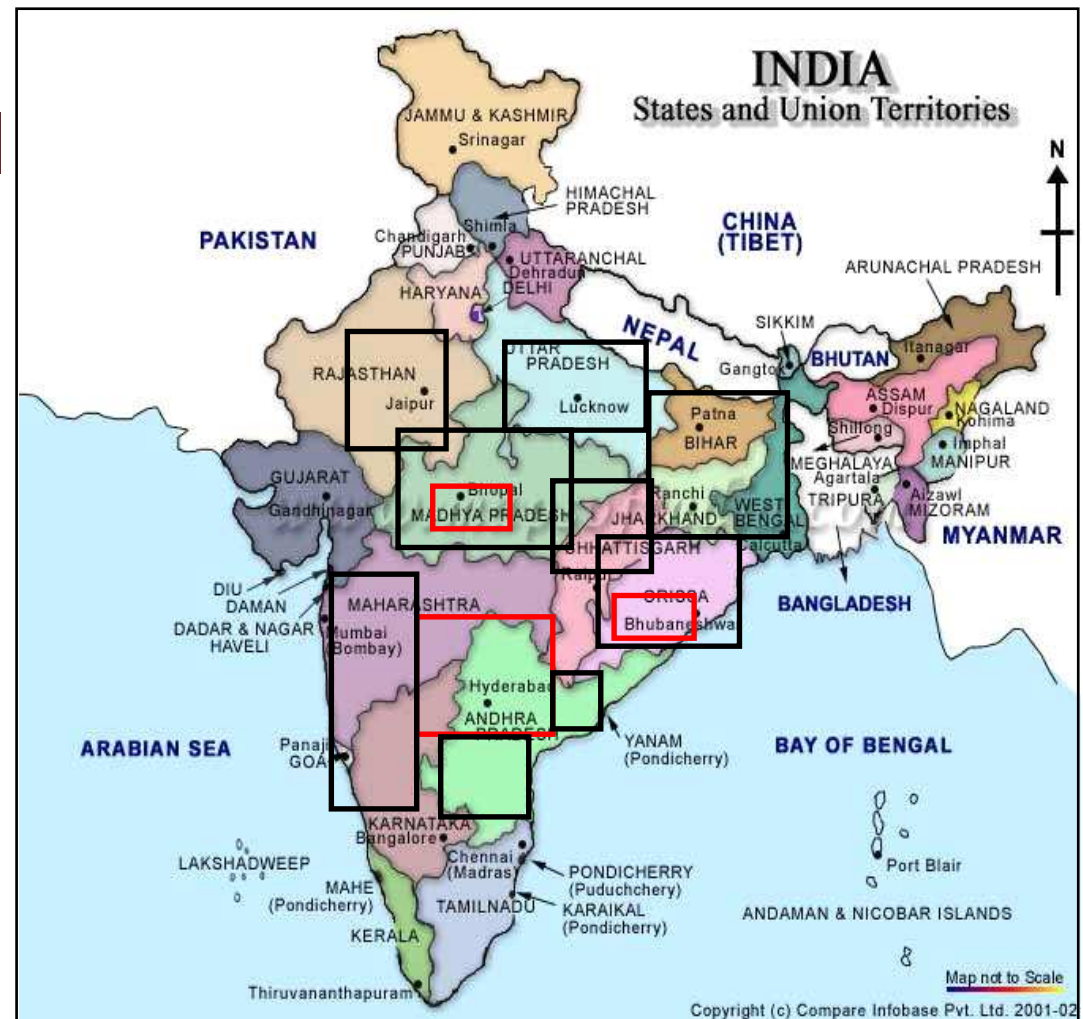 INDIA
States and Union Territories
N
JAMMU & KASHMIR
Srinagar
HIMACHAL
PRADESH
CHINA
(TIBET)
PAKISTAN
Shimla
Chandigarh
PUNJAB
UTTARANCHAL
Dehradun
DELHI
HARYANA
ARUNACHAL PRADESH
SIKKIM
NEPAL
UTTAR
PRADESH
Itanagar
BHUTAN
Gangtok
RAJASTHAN
Jaipur
Lucknow
ASSAM
Dispur
NAGALAND
Kohima
Patna
BIHAR
Shillong
Imphal
MANIPUR
MEGHALAYA
Agartala
TRIPURA
Aizawl
MIZORAM
GUJARAT
Gandhinagar
Bhopal
MADHYA PRADESH
Ranchi
JHARKHAND
WEST
BENGAL
Calcutta
MYANMAR
CHHATTISGARH
Raipur
ORISSA
Bhubaneshwa
BANGLADESH
DIU
DAMAN
DADAR & NAGAR
HAVELI
MAHARASHTRA
Mumbai
(Bombay)
Hyderabad
ANDHRA
PRADESH
YANAM
(Pondicherry)
ARABIAN SEA
BAY OF BENGAL
Panaji
GOA
KARNATAKA
Bangalore
Chennai
(Madras)
LAKSHADWEEP
MAHE
(Pondicherry)
PONDICHERRY
(Puduchchery)
KARAIKAL
(Pondicherry)
TAMILNADU
KERALA
Port Blair
ANDAMAN & NICOBAR ISLANDS
Thiruvananthapuram
Map not to Scale
Copyright (c) Compare Infobase Pvt. Ltd. 2001-02